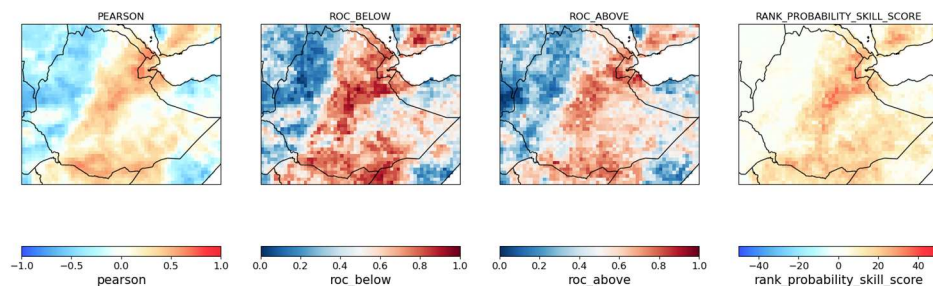 PEARSON
ROC_BELOW
ROC_ABOVE
RANK_PROBABILITY_SKILL_SCORE
−1.0 −0.5 0.0 0.5 1.0
pearson
0.0 0.2 0.4 0.6 0.8 1.0
roc_below
0.0 0.2 0.4 0.6 0.8 1.0
roc_above
−40 −20 0 20 40
rank_probability_skill_score